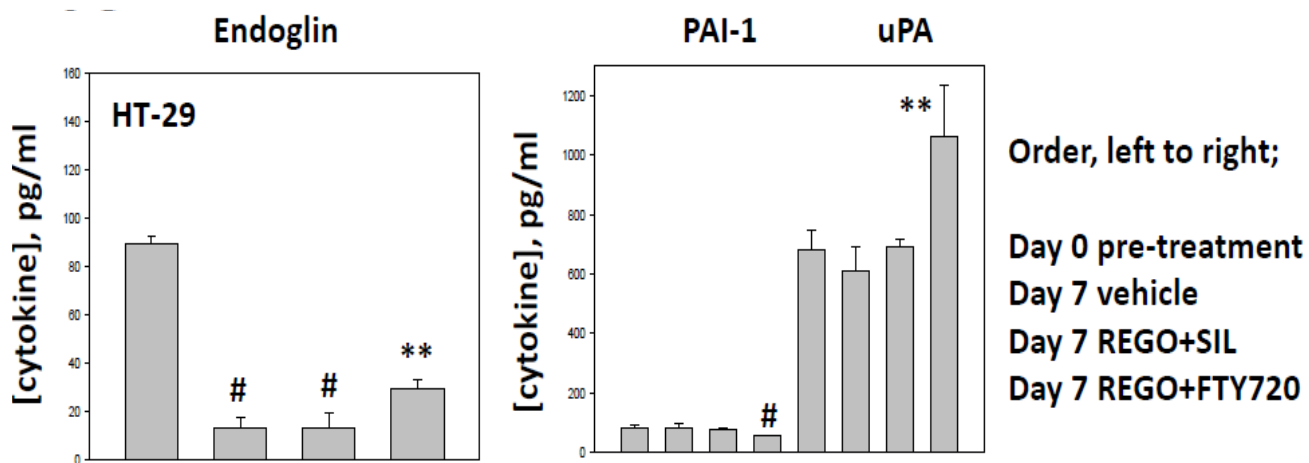 Endoglin
HT-29
[cytokine], pg/ml
160
140
120
100
80
60
40
20
0
#
#
**
PAI-1 uPA
[cytokine], pg/ml
1200
1000
800
600
400
200
0
#
**
Order, left to right;
Day 0 pre-treatment
Day 7 vehicle
Day 7 REGO+SIL
Day 7 REGO+FTY720